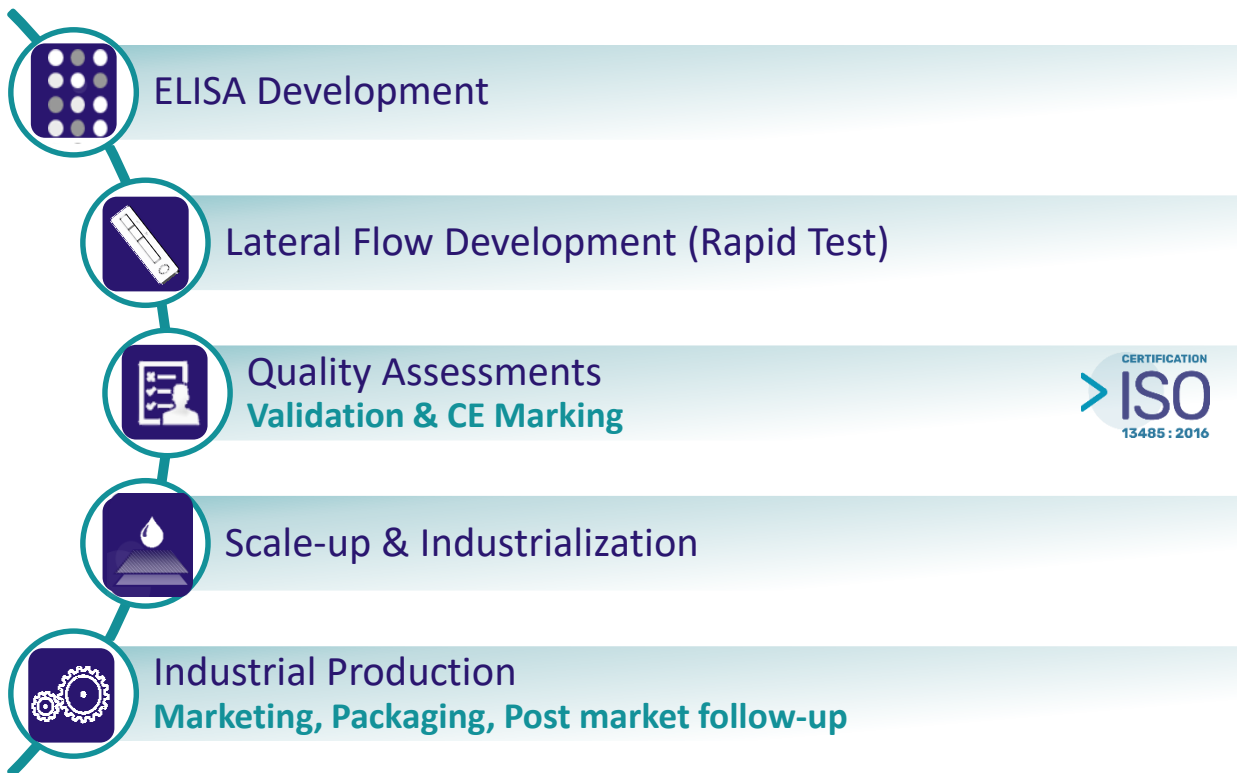 ELISA Development
Lateral Flow Development (Rapid Test)
Quality Assessments
Validation & CE Marking
CERTIFICATION
ISO
13485 : 2016
Scale-up & Industrialization
Industrial Production
Marketing, Packaging, Post market follow-up